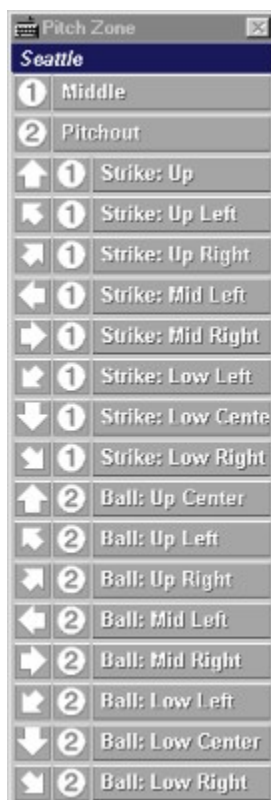 Pitch Zone
Seattle
1 Middle
2 Pitchout
1 Strike: Up
1 Strike: Up Left
1 Strike: Up Right
1 Strike: Mid Left
1 Strike: Mid Right
1 Strike: Low Left
1 Strike: Low Cente
1 Strike: Low Right
2 Ball: Up Center
2 Ball: Up Left
2 Ball: Up Right
2 Ball: Mid Left
2 Ball: Mid Right
2 Ball: Low Left
2 Ball: Low Center
2 Ball: Low Right